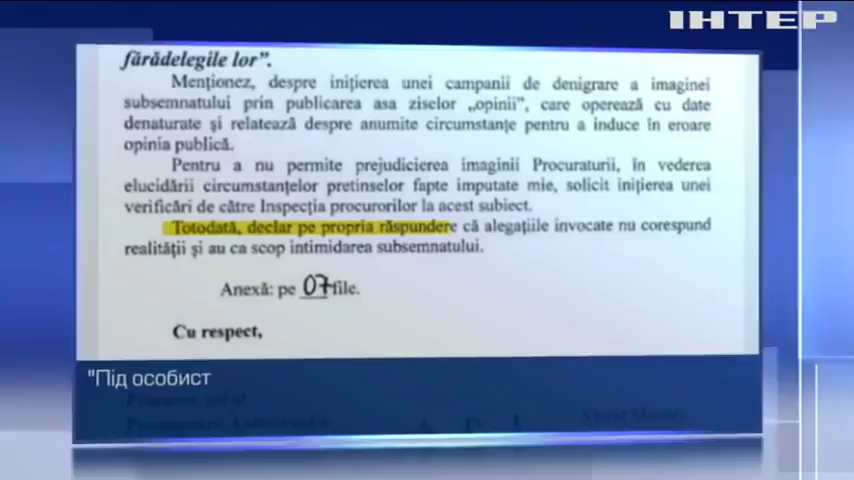 ІНТЕР
fărădelegile lor”.
Menționez, despre inițierea unei campanii de denigrare a imaginei
subsemnatului prin publicarea asa ziselor „opinii”, care operează cu date
denaturate și relatează despre anumite circumstanțe pentru a induce în eroare
opinia publică.
Pentru a nu permite prejudicierea imaginii Procuraturii, în vederea
elucidării circumstanțelor pretinselor fapte imputate mie, solicit inițierea unei
verificări de către Inspecția procurorilor la acest subiect.
Totodată, declar pe propria răspundere că alegațiile invocate nu corespund
realității și au ca scop intimidarea subsemnatului.
Anexă: pe 07 file.
Cu respect,
"Під особист